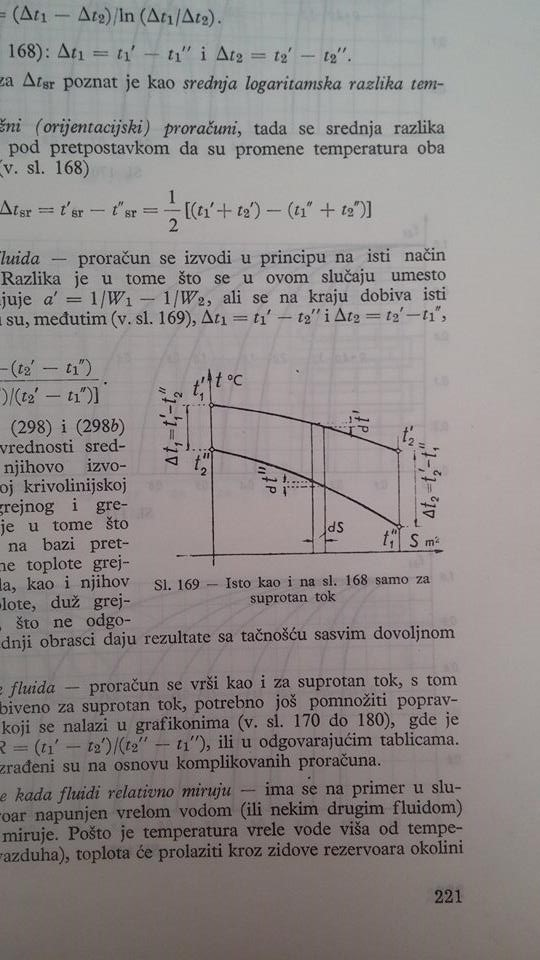 = (Δt₁ − Δt₂)/ln (Δt₁/Δt₂).
168): Δt₁ = t₁′ − t₁″ i Δt₂ = t₂′ − t₂″.
za Δtsr poznat je kao srednja logaritamska razlika tem-
žni (orijentacijski) proračuni, tada se srednja razlika
pod pretpostavkom da su promene temperatura oba
(v. sl. 168)
Δtsr = t′sr − t″sr = 1/2 [(t₁′ + t₂′) − (t₁″ + t₂″)]
fluida — proračun se izvodi u principu na isti način
Razlika je u tome što se u ovom slučaju umesto
juje a′ = 1/W₁ − 1/W₂, ali se na kraju dobiva isti
su, međutim (v. sl. 169), Δt₁ = t₁′ − t₂″ i Δt₂ = t₂′ − t₁″,
−(t₂′ − t₁″)
)/(t₂′ − t₁″)] .
(298) i (298b)
vrednosti sred-
njihovo izvo-
oj krivolinijskoj
grejnog i gre-
je u tome što
na bazi pret-
ne toplote grej-
la, kao i njihov
plote, duž grej-
što ne odgo-
t °C
t₁′
Δt₁ = t₁′ − t₂″
t₂″
dt′
dt″
t₂′
Δt₂ = t₂′ − t₁″
dS
t₁″
S m²
Sl. 169 — Isto kao i na sl. 168 samo za
suprotan tok
dnji obrasci daju rezultate sa tačnošću sasvim dovoljnom
fluida — proračun se vrši kao i za suprotan tok, s tom
biveno za suprotan tok, potrebno još pomnožiti poprav-
koji se nalazi u grafikonima (v. sl. 170 do 180), gde je
R = (t₁′ − t₂′)/(t₂″ − t₁″), ili u odgovarajućim tablicama.
zrađeni su na osnovu komplikovanih proračuna.
e kada fluidi relativno miruju — ima se na primer u slu-
voar napunjen vrelom vodom (ili nekim drugim fluidom)
miruje. Pošto je temperatura vrele vode viša od tempe-
vazduha), toplota će prolaziti kroz zidove rezervoara okolini
221